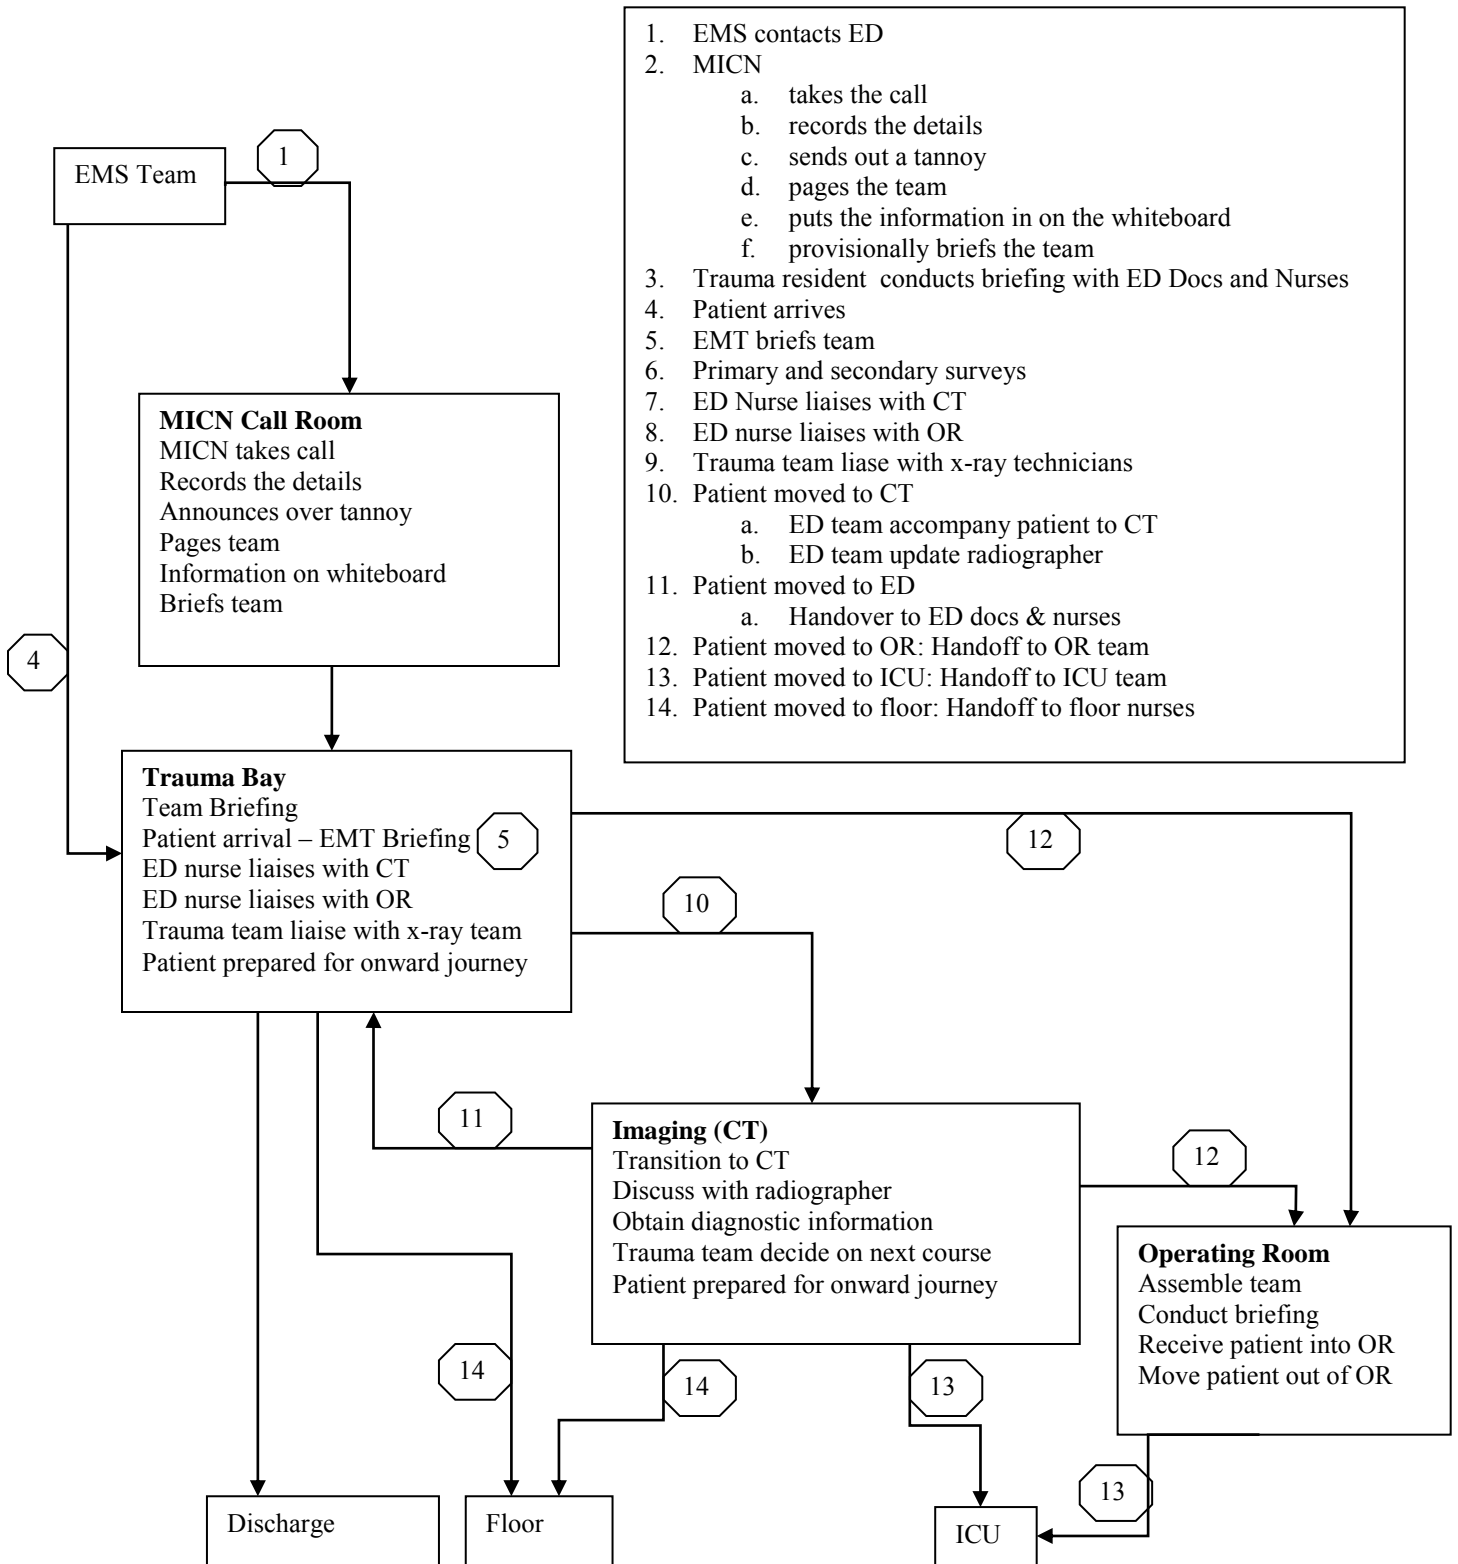 1. EMS contacts ED
2. MICN
a. takes the call
b. records the details
c. sends out a tannoy
d. pages the team
e. puts the information in on the whiteboard
f. provisionally briefs the team
3. Trauma resident conducts briefing with ED Docs and Nurses
4. Patient arrives
5. EMT briefs team
6. Primary and secondary surveys
7. ED Nurse liaises with CT
8. ED nurse liaises with OR
9. Trauma team liase with x-ray technicians
10. Patient moved to CT
a. ED team accompany patient to CT
b. ED team update radiographer
11. Patient moved to ED
a. Handover to ED docs & nurses
12. Patient moved to OR: Handoff to OR team
13. Patient moved to ICU: Handoff to ICU team
14. Patient moved to floor: Handoff to floor nurses
EMS Team
1
MICN Call Room
MICN takes call
Records the details
Announces over tannoy
Pages team
Information on whiteboard
Briefs team
4
Trauma Bay
Team Briefing
Patient arrival – EMT Briefing
5
ED nurse liaises with CT
ED nurse liaises with OR
Trauma team liaise with x-ray team
Patient prepared for onward journey
12
10
11
Imaging (CT)
Transition to CT
Discuss with radiographer
Obtain diagnostic information
Trauma team decide on next course
Patient prepared for onward journey
12
Operating Room
Assemble team
Conduct briefing
Receive patient into OR
Move patient out of OR
14
14
13
13
Discharge
Floor
ICU